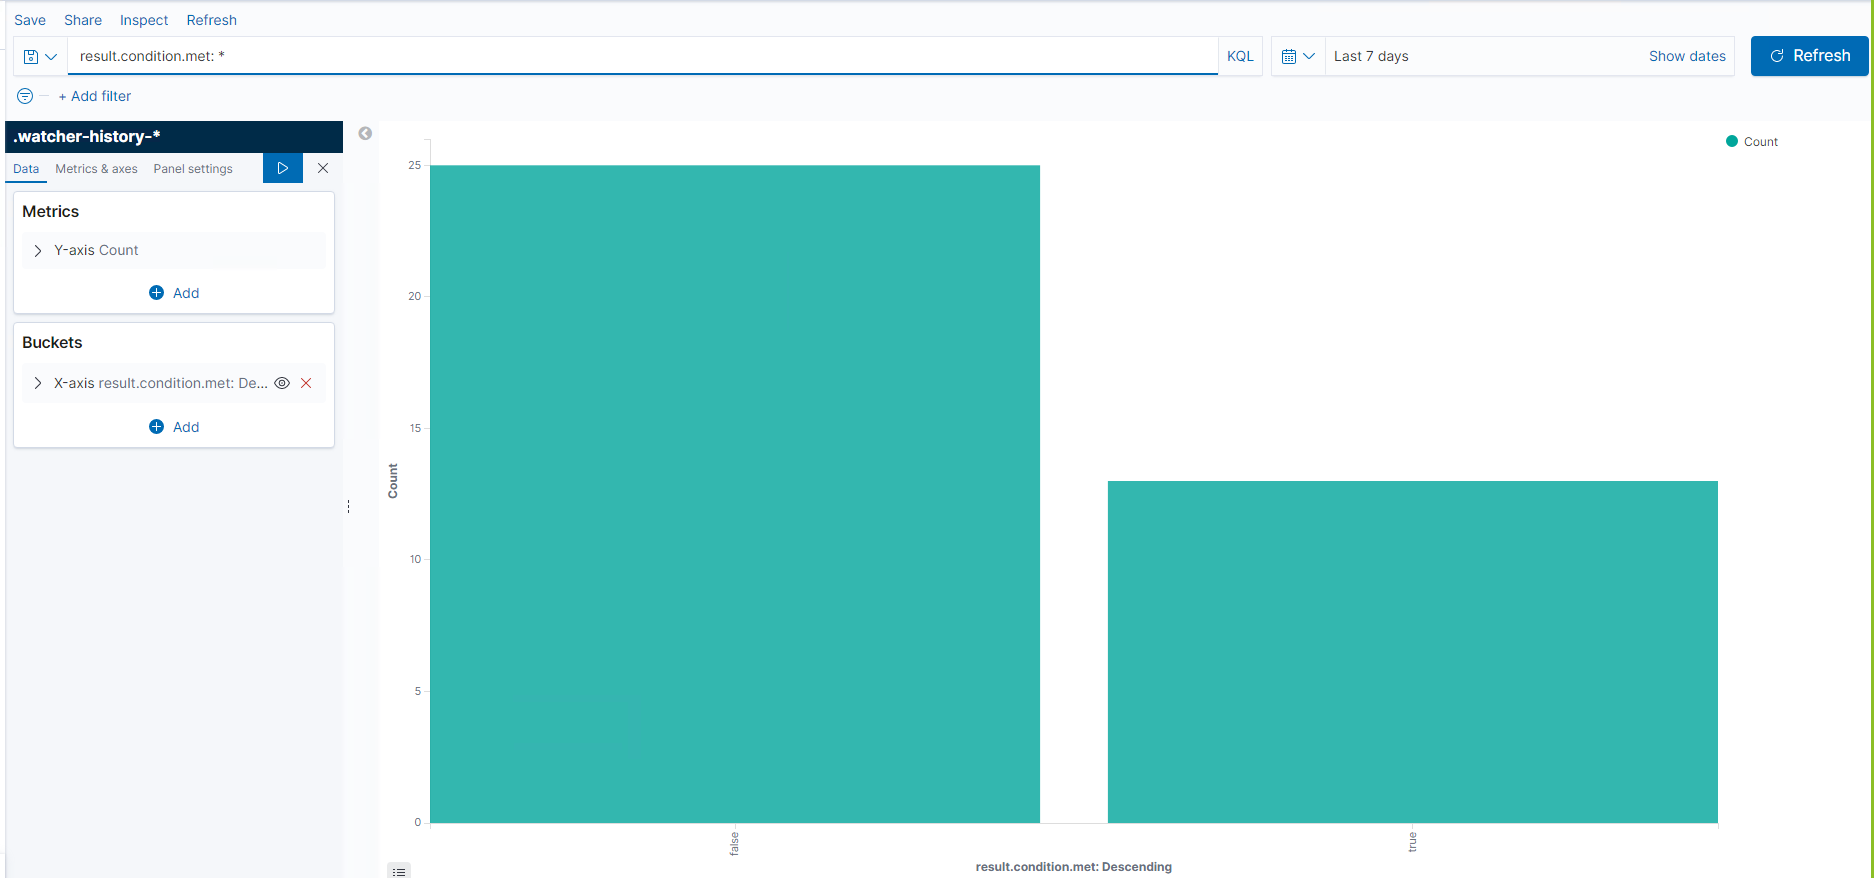 Save Share Inspect Refresh
result.condition.met: * KQL Last 7 days Show dates Refresh
+ Add filter
.watcher-history-*
Data Metrics & axes Panel settings
Metrics
Y-axis Count
Add
Buckets
X-axis result.condition.met: De...
Add
Count
25
20
15
10
5
0
Count
false
true
result.condition.met: Descending